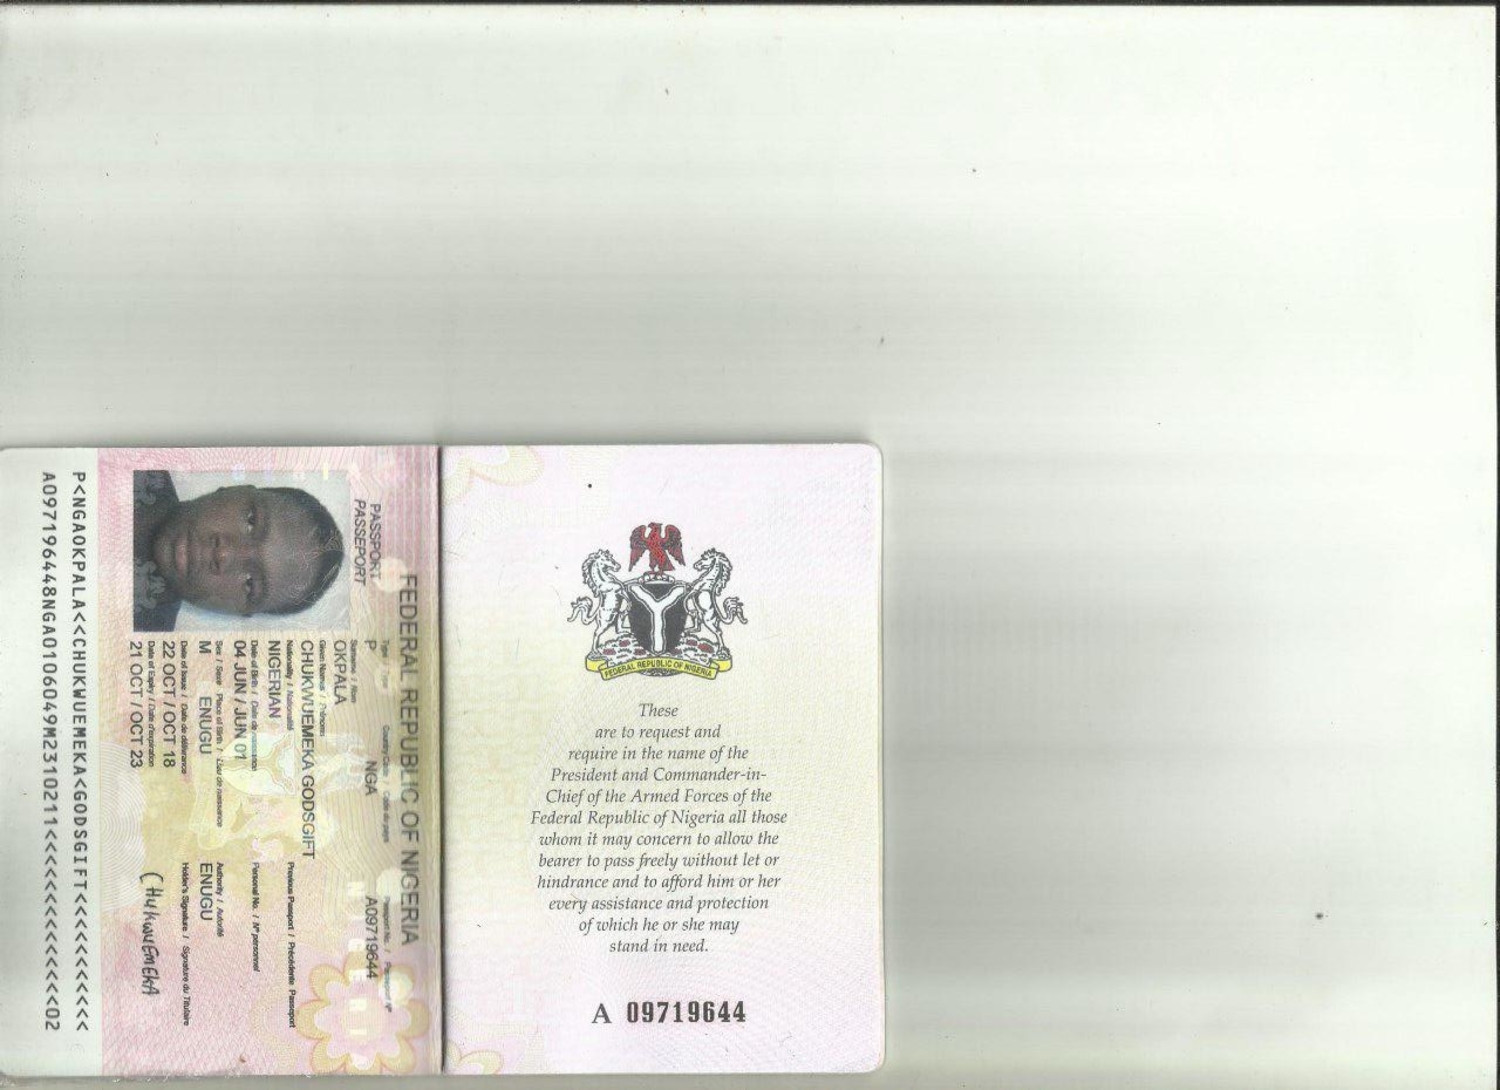 FEDERAL REPUBLIC OF NIGERIA
These
are to request and
require in the name of the
President and Commander-in-
Chief of the Armed Forces of the
Federal Republic of Nigeria all those
whom it may concern to allow the
bearer to pass freely without let or
hindrance and to afford him or her
every assistance and protection
of which he or she may
stand in need.
A 09719644
FEDERAL REPUBLIC OF NIGERIA
PASSPORT
PASSEPORT
Type / Type
P
Country Code / Code du pays
NGA
Passport No. / Passeport N°
A09719644
NIGERIA
Surname / Nom
OKPALA
Given Names / Prénoms
CHUKWUEMEKA GODSGIFT
Nationality / Nationalité
NIGERIAN
Previous Passport / Précédente Passeport
Date of Birth / Date de naissance
04 JUN / JUN 01
Personal No. / N° personnel
Sex / Sexe
M
Place of Birth / Lieu de naissance
ENUGU
Authority / Autorité
ENUGU
Date of Issue / Date de délivrance
22 OCT / OCT 18
Holder's Signature / Signature du Titulaire
CHukwuEmEkA
Date of Expiry / Date d'expiration
21 OCT / OCT 23
P<NGAOKPALA<<CHUKWUEMEKA<GODSGIFT<<<<<<<<<<<
A097196448NGA0106049M2310211<<<<<<<<<<<<<<02